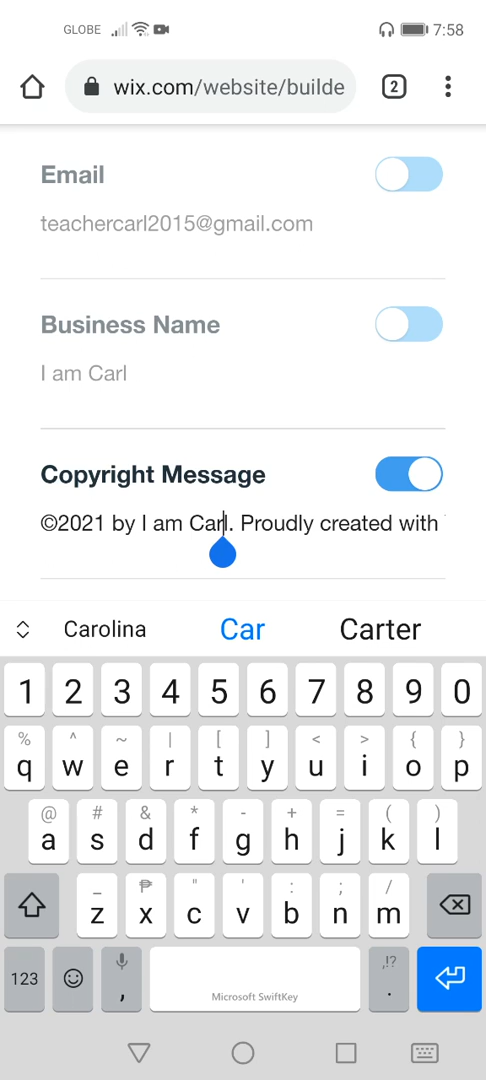 GLOBE 7:58
wix.com/website/builde 2
Email
teachercarl2015@gmail.com
Business Name
I am Carl
Copyright Message
©2021 by I am Carl. Proudly created with
Carolina Car Carter
1 2 3 4 5 6 7 8 9 0
% ^ ~ | [ ] < > { }
q w e r t y u i o p
@ # & * - + = ( )
a s d f g h j k l
_ ₱ " ' : ; /
z x c v b n m
,!?
123 , Microsoft SwiftKey .